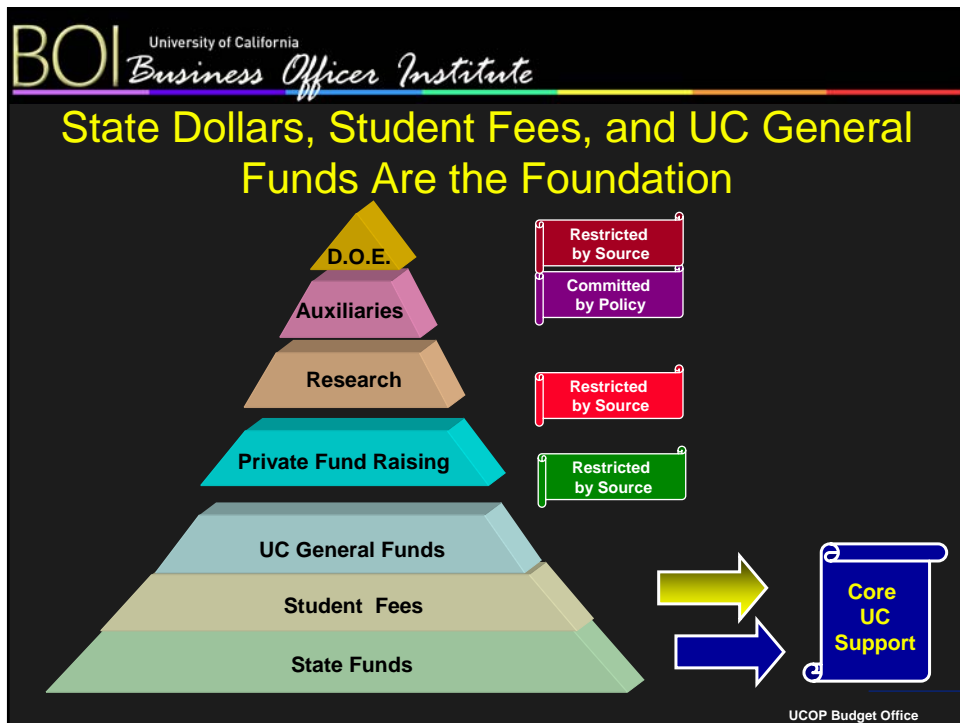 BOI University of California
Business Officer Institute
State Dollars, Student Fees, and UC General
Funds Are the Foundation
D.O.E.
Restricted
by Source
Auxiliaries
Committed
by Policy
Research
Restricted
by Source
Private Fund Raising
Restricted
by Source
UC General Funds
Student Fees
State Funds
Core
UC
Support
UCOP Budget Office